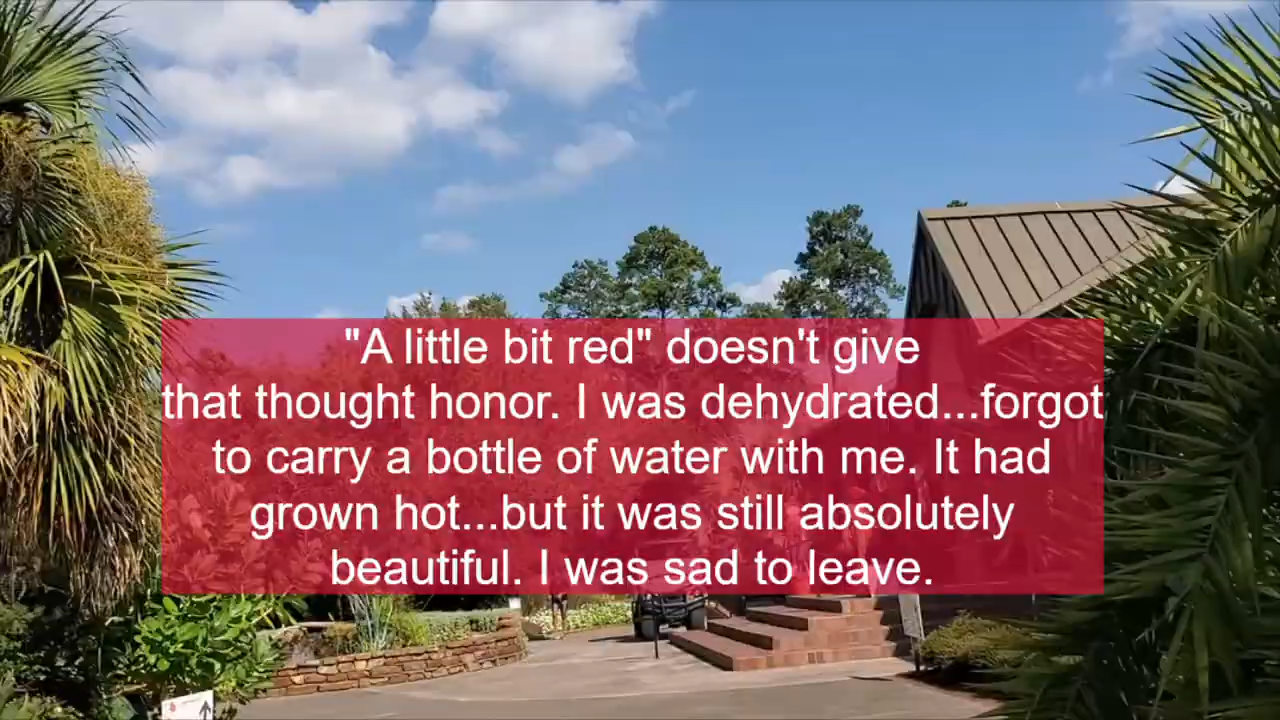 "A little bit red" doesn't give
that thought honor. I was dehydrated...forgot
to carry a bottle of water with me. It had
grown hot...but it was still absolutely
beautiful. I was sad to leave.